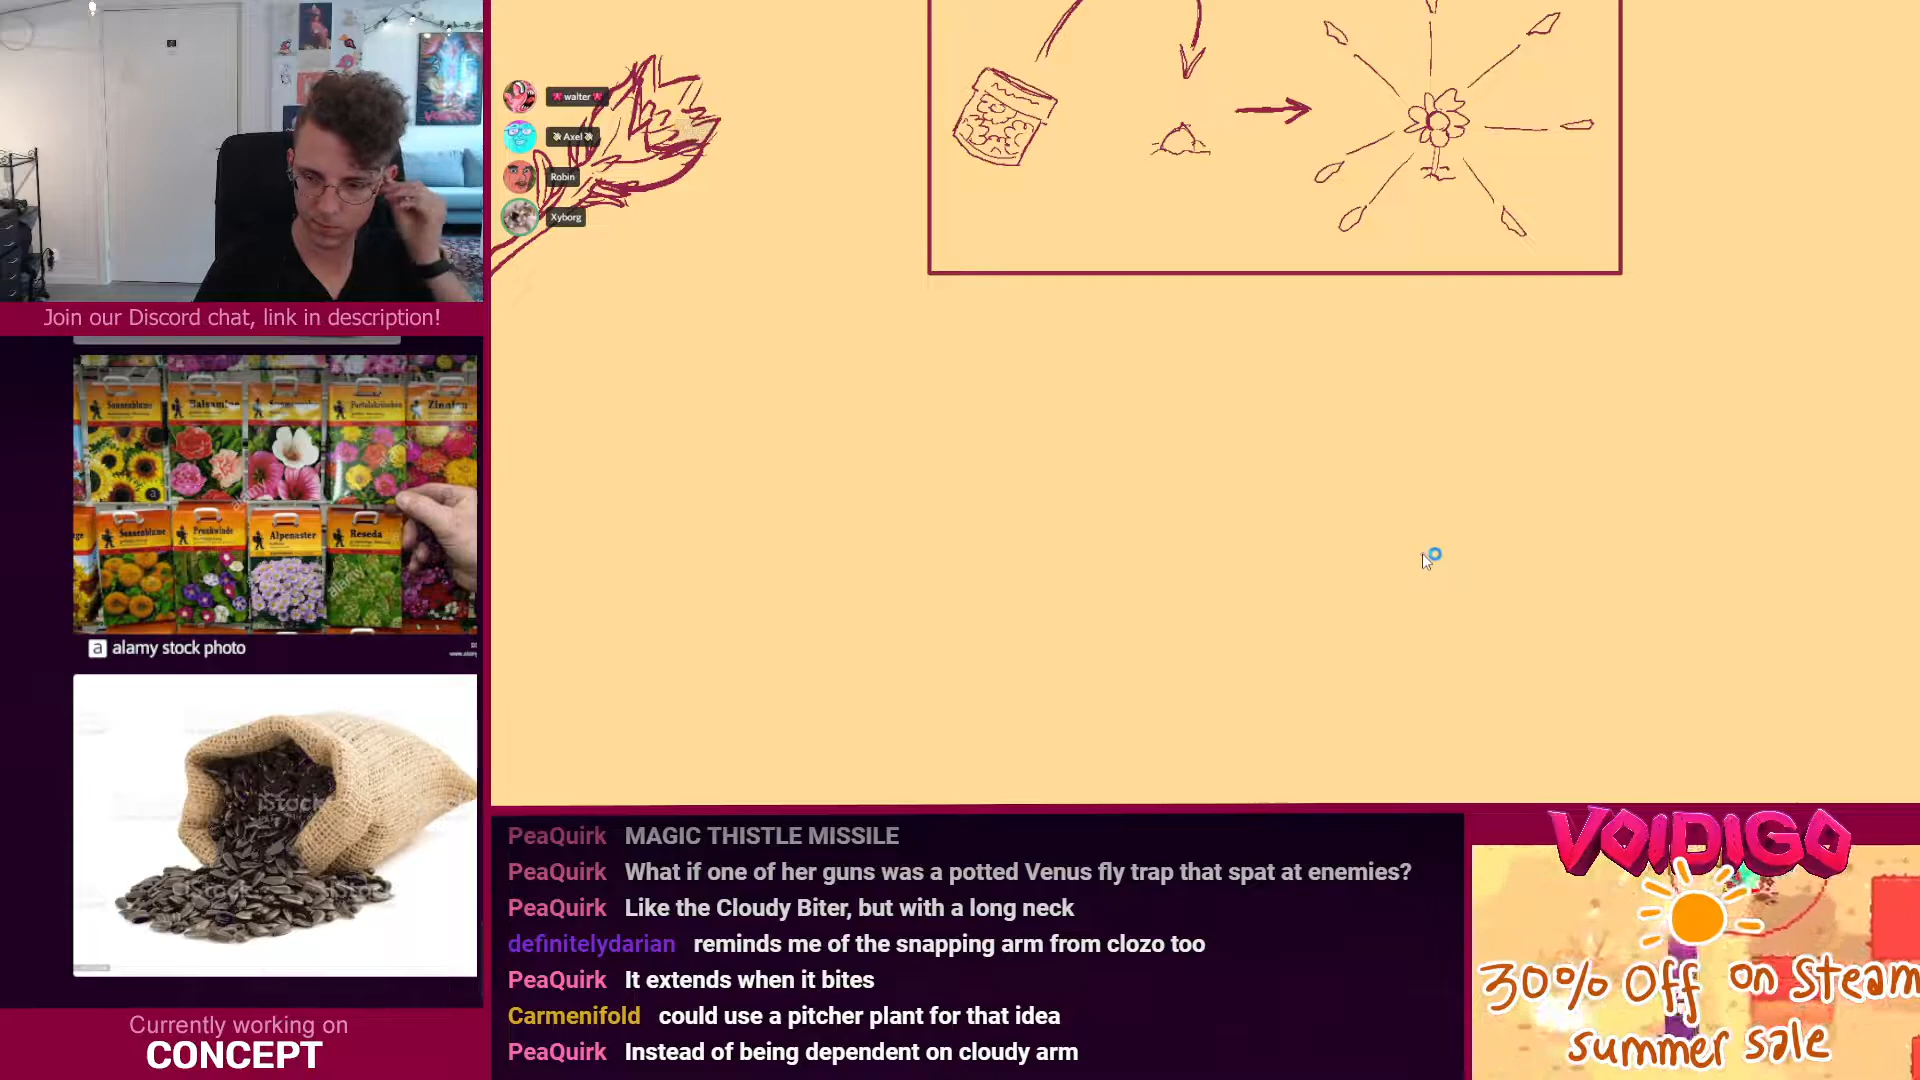 walter
Axel
Robin
Xyborg
Join our Discord chat, link in description!
Sonnenblume
Balsamine
Portulakröschen
Zinnien
Sonnenblume
Prunkwinde
Alpenaster
Reseda
alamy
a alamy stock photo
iStock
Currently working on
CONCEPT
PeaQuirk MAGIC THISTLE MISSILE
PeaQuirk What if one of her guns was a potted Venus fly trap that spat at enemies?
PeaQuirk Like the Cloudy Biter, but with a long neck
definitelydarian reminds me of the snapping arm from clozo too
PeaQuirk It extends when it bites
Carmenifold could use a pitcher plant for that idea
PeaQuirk Instead of being dependent on cloudy arm
VOIDIGO
30% Off on Steam
summer sale